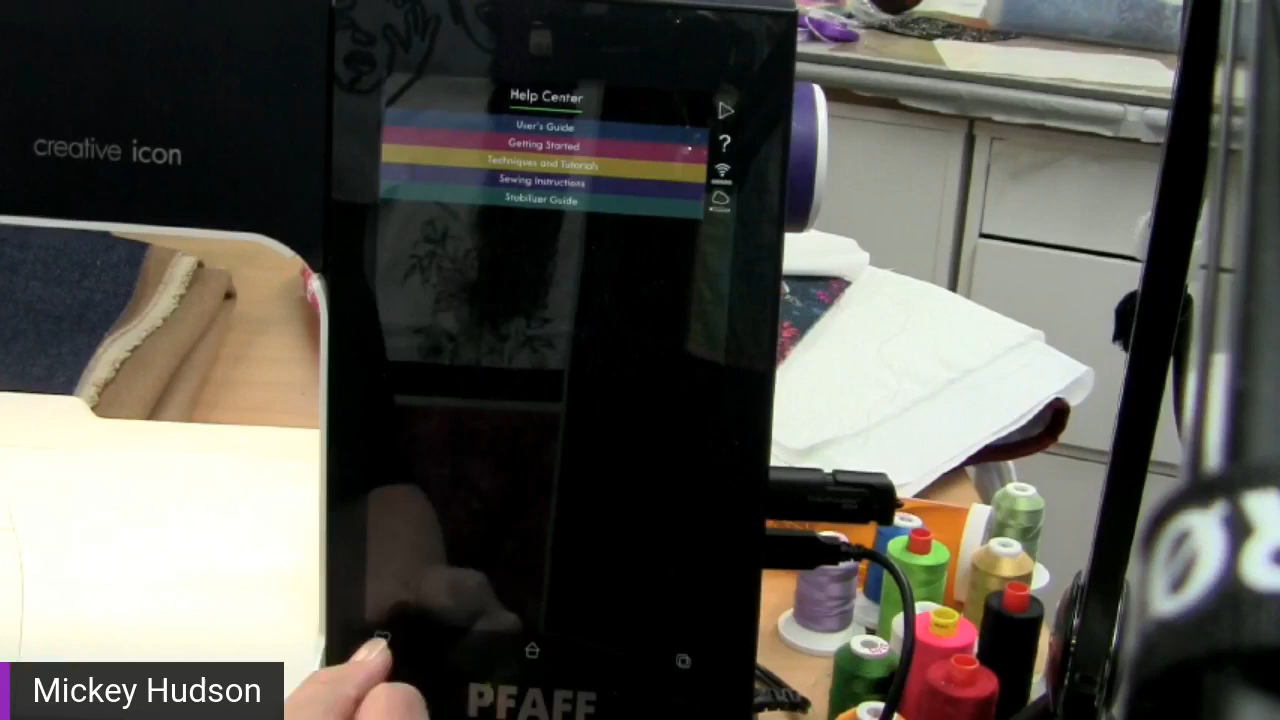 creative icon
Help Center
User's Guide
Getting Started
Techniques and Tutorials
Sewing Instructions
Stabilizer Guide
?
PFAFF
Mickey Hudson